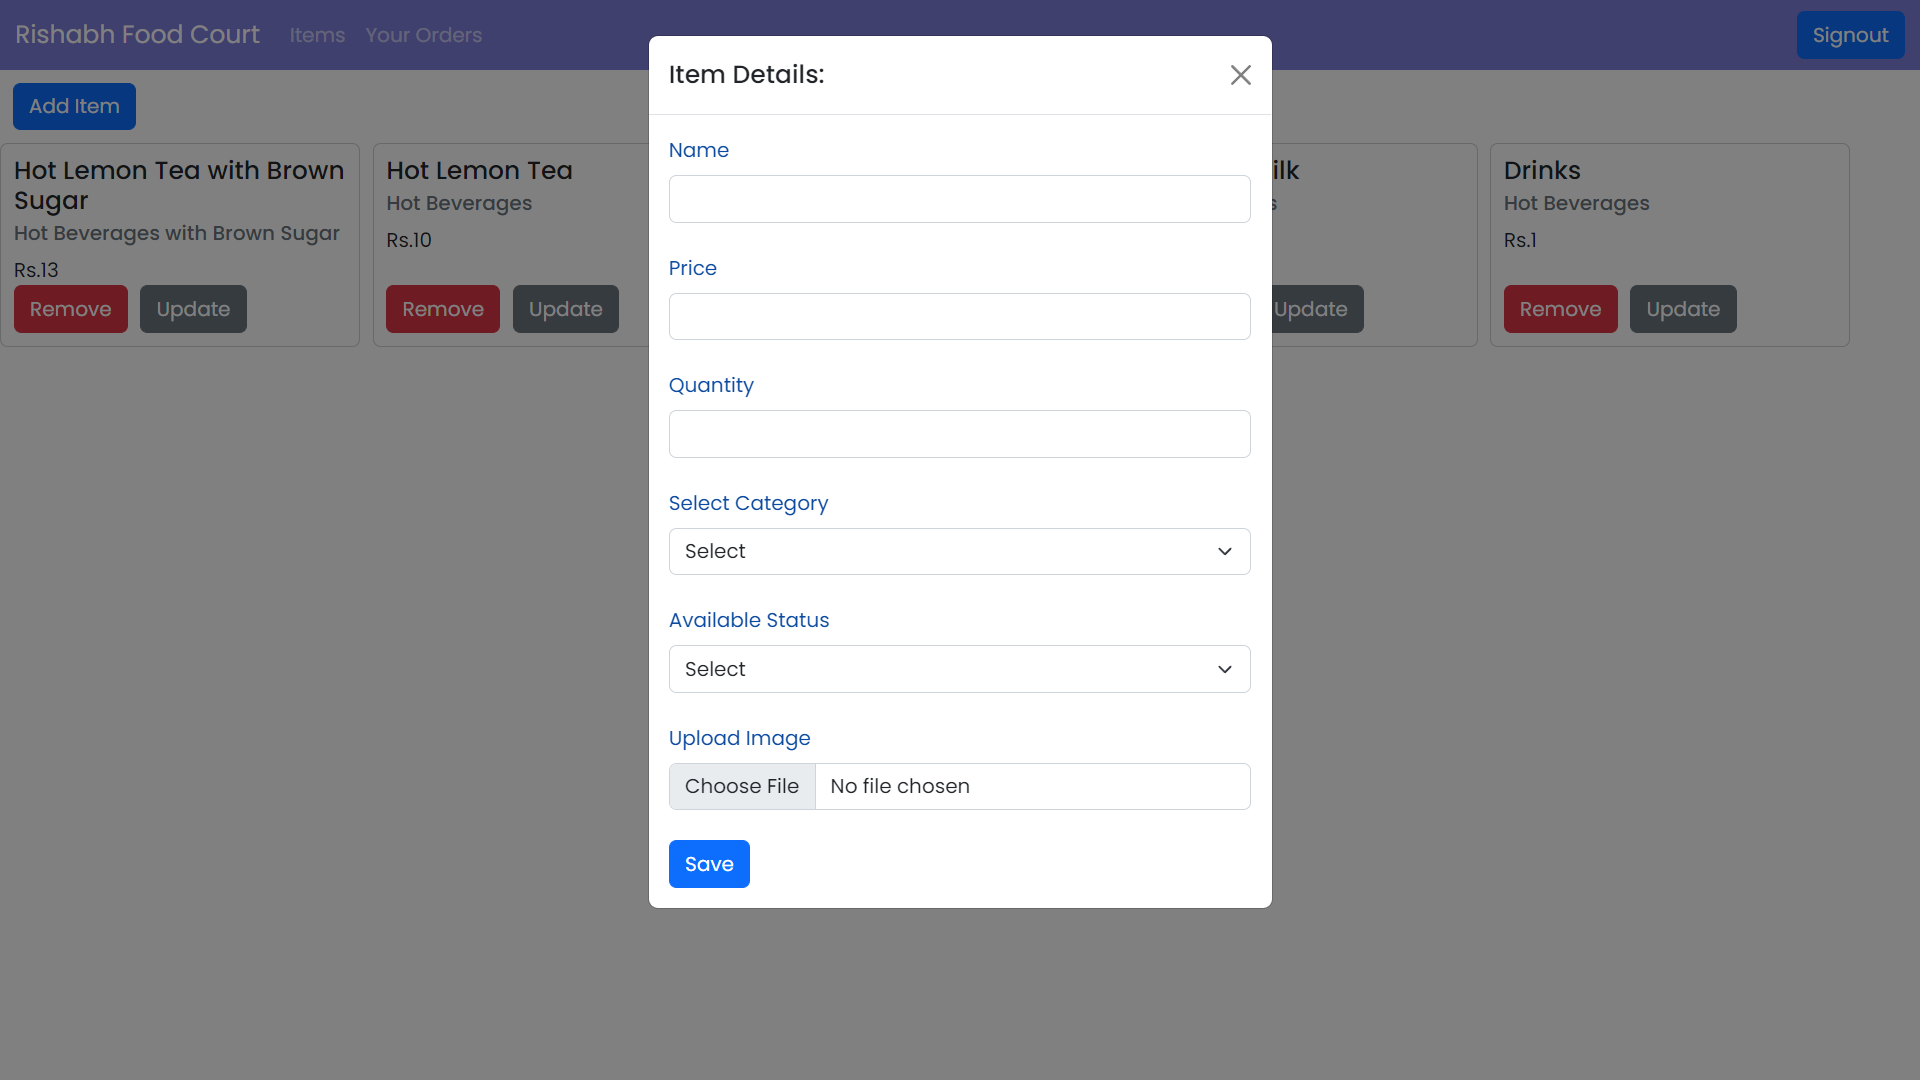 Rishabh Food Court Items Your Orders Signout
Add Item
Hot Lemon Tea with Brown
Sugar
Hot Beverages with Brown Sugar
Rs.13
Remove Update
Hot Lemon Tea
Hot Beverages
Rs.10
Remove Update
Item Details:
Name
Price
Quantity
Select Category
Select
Available Status
Select
Upload Image
Choose File No file chosen
Save
Update
Drinks
Hot Beverages
Rs.1
Remove Update